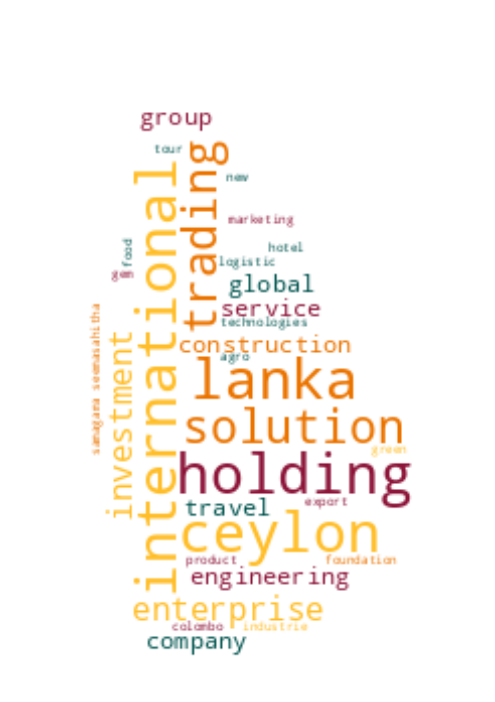 group
tour
trading
new
international
marketing
food
hotel
gem
logistic
global
service
samagama seemasahitha
technologies
investment
construction
agro
lanka
solution
green
holding
export
travel
ceylon
product
foundation
engineering
enterprise
colombo
industrie
company